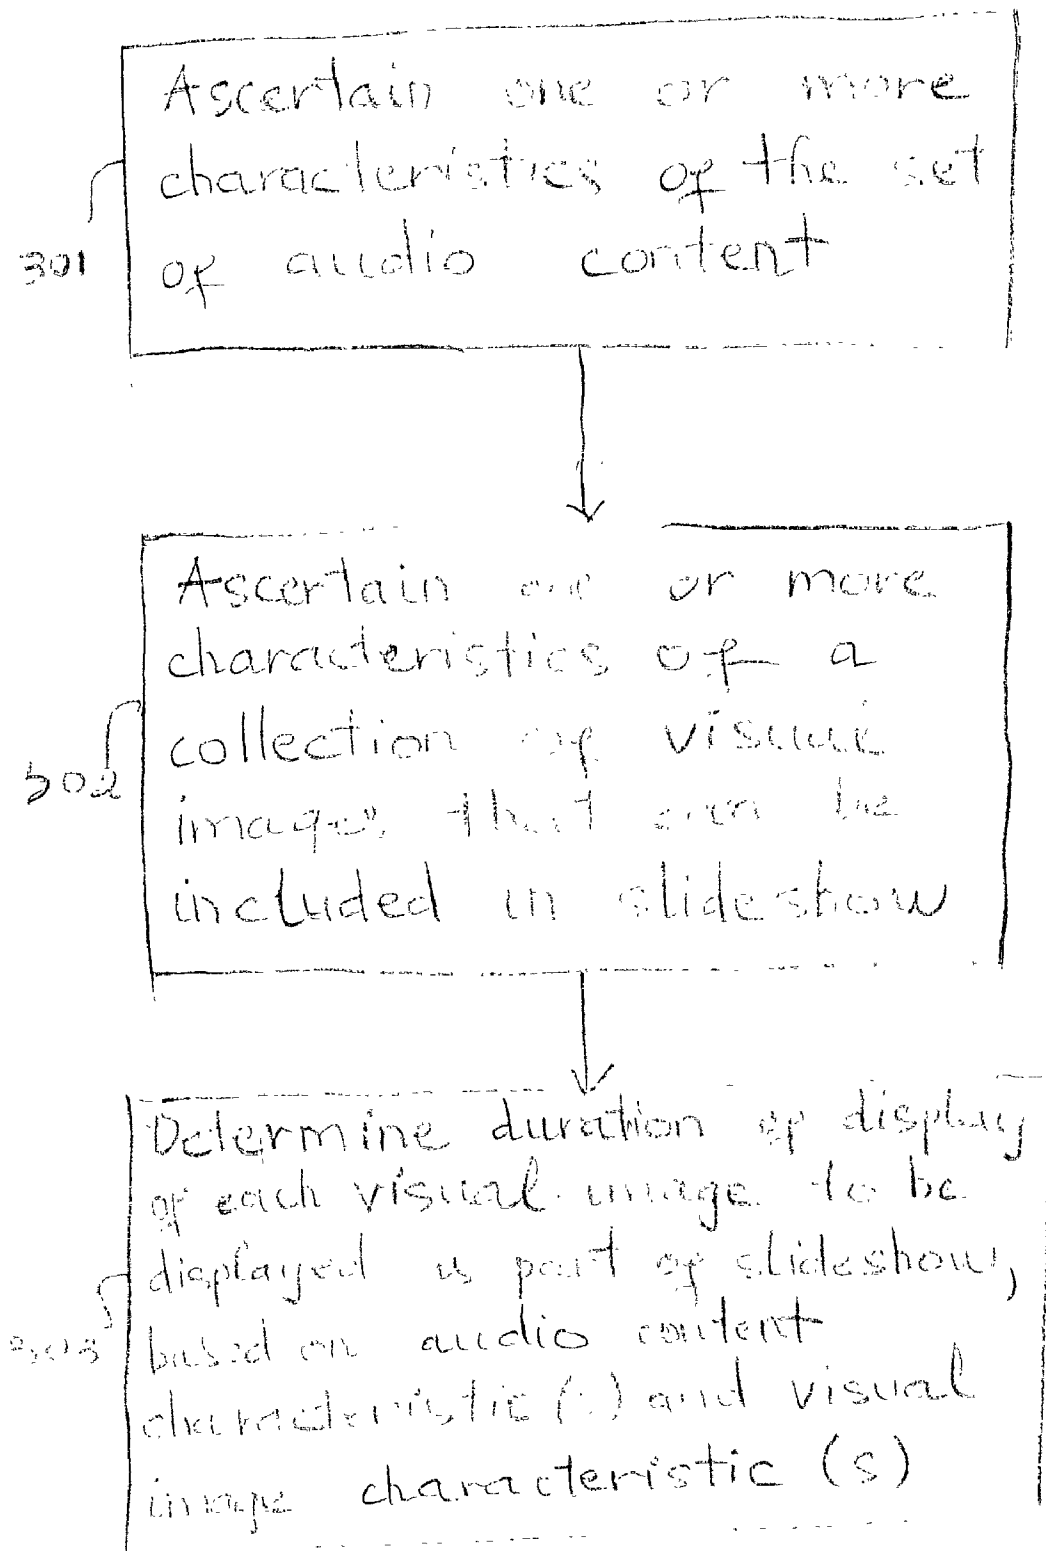 Ascertain one or more
characteristics of the set
301
of audio content
Ascertain one or more
characteristics of a
collection of visual
302
images that can be
included in slideshow
Determine duration of display
of each visual image to be
displayed as part of slideshow,
303
based on audio content
characteristic(s) and visual
image characteristic (s)